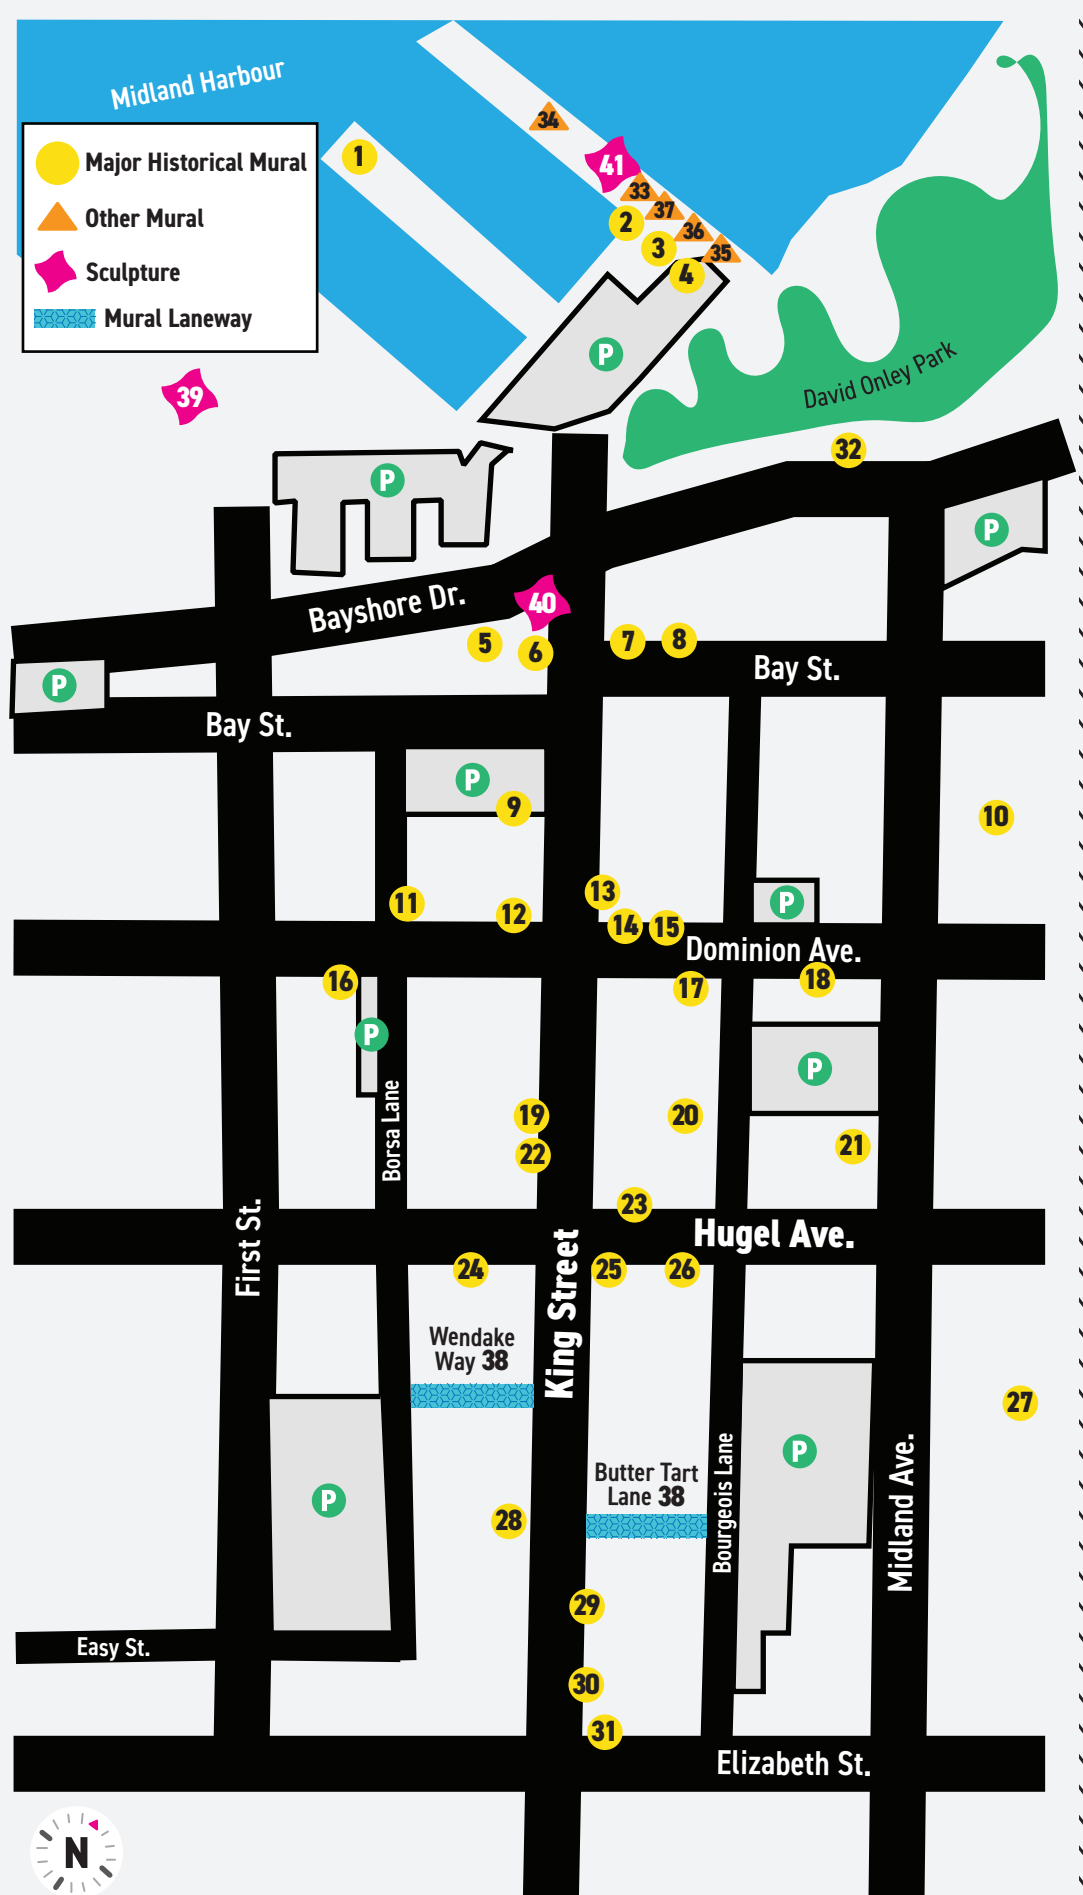 Midland Harbour
Major Historical Mural
Other Mural
Sculpture
Mural Laneway
1
34
41
33
37
2
36
3
35
4
P
39
David Onley Park
32
P
P
Bayshore Dr.
40
5
6
7
8
Bay St.
P
Bay St.
P
9
10
11
12
13
14
15
P
Dominion Ave.
16
17
18
P
P
Borsa Lane
19
20
21
22
23
First St.
King Street
Hugel Ave.
24
25
26
Wendake
Way 38
27
Butter Tart
Lane 38
Bourgeois Lane
P
Midland Ave.
P
28
29
Easy St.
30
31
Elizabeth St.
N